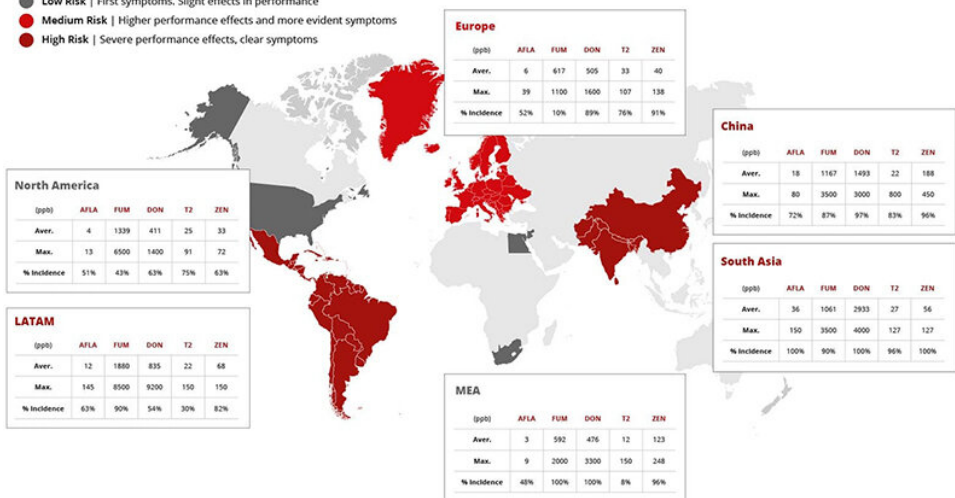 Low Risk | First symptoms. Slight effects in performance
Medium Risk | Higher performance effects and more evident symptoms
High Risk | Severe performance effects, clear symptoms
Europe
(ppb) AFLA FUM DON T2 ZEN
Aver. 6 617 505 33 40
Max. 39 1100 1600 107 138
% Incidence 52% 10% 89% 76% 91%
China
(ppb) AFLA FUM DON T2 ZEN
Aver. 18 1167 1493 22 188
Max. 80 3500 3000 800 450
% Incidence 72% 87% 97% 83% 96%
North America
(ppb) AFLA FUM DON T2 ZEN
Aver. 4 1339 411 25 33
Max. 13 6500 1400 91 72
% Incidence 51% 43% 63% 75% 63%
South Asia
(ppb) AFLA FUM DON T2 ZEN
Aver. 36 1061 2933 27 56
Max. 150 3500 4000 127 127
% Incidence 100% 90% 100% 96% 100%
LATAM
(ppb) AFLA FUM DON T2 ZEN
Aver. 12 1880 835 22 68
Max. 145 8500 9200 150 150
% Incidence 63% 90% 54% 30% 82%
MEA
(ppb) AFLA FUM DON T2 ZEN
Aver. 3 592 476 12 123
Max. 9 2000 3300 150 248
% Incidence 48% 100% 100% 8% 96%